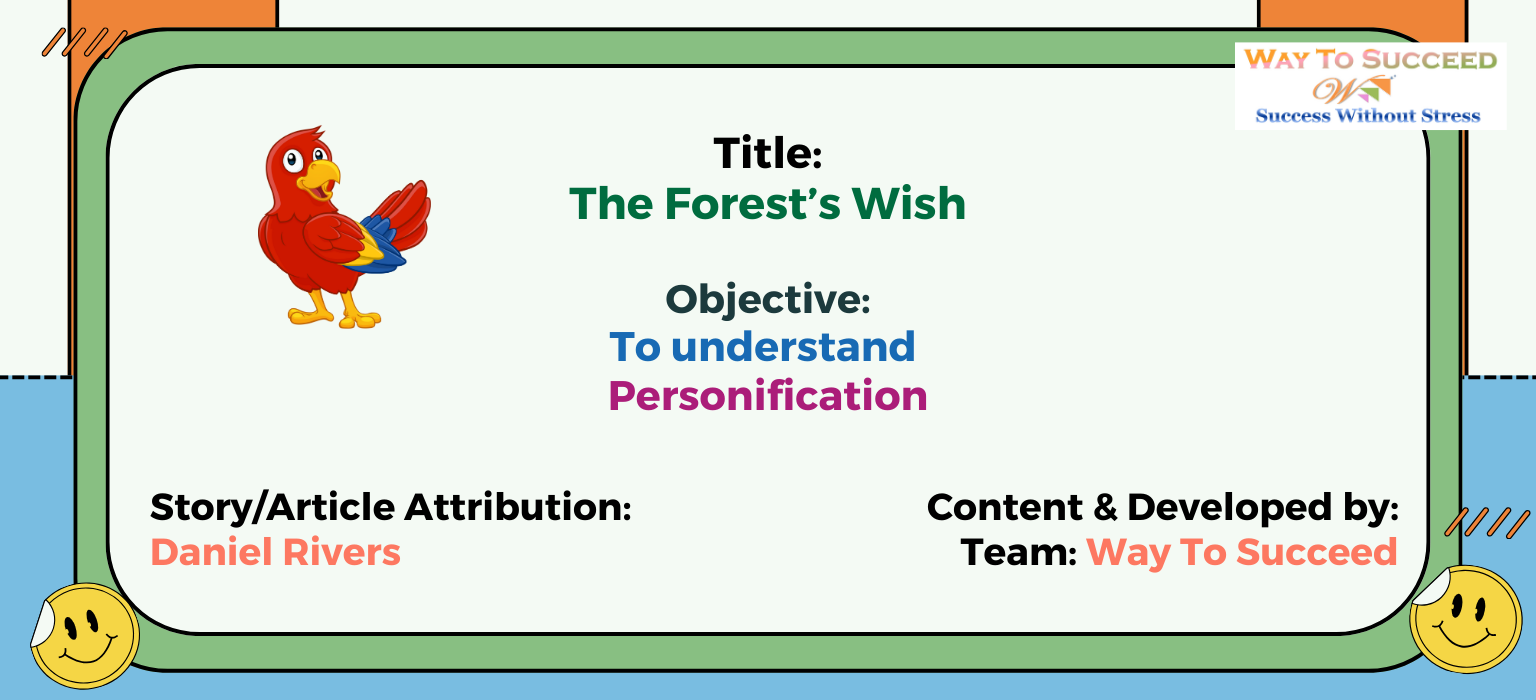 WAY TO SUCCEED
W
Success Without Stress
Title:
The Forest’s Wish
Objective:
To understand
Personification
Story/Article Attribution:
Daniel Rivers
Content & Developed by:
Team: Way To Succeed